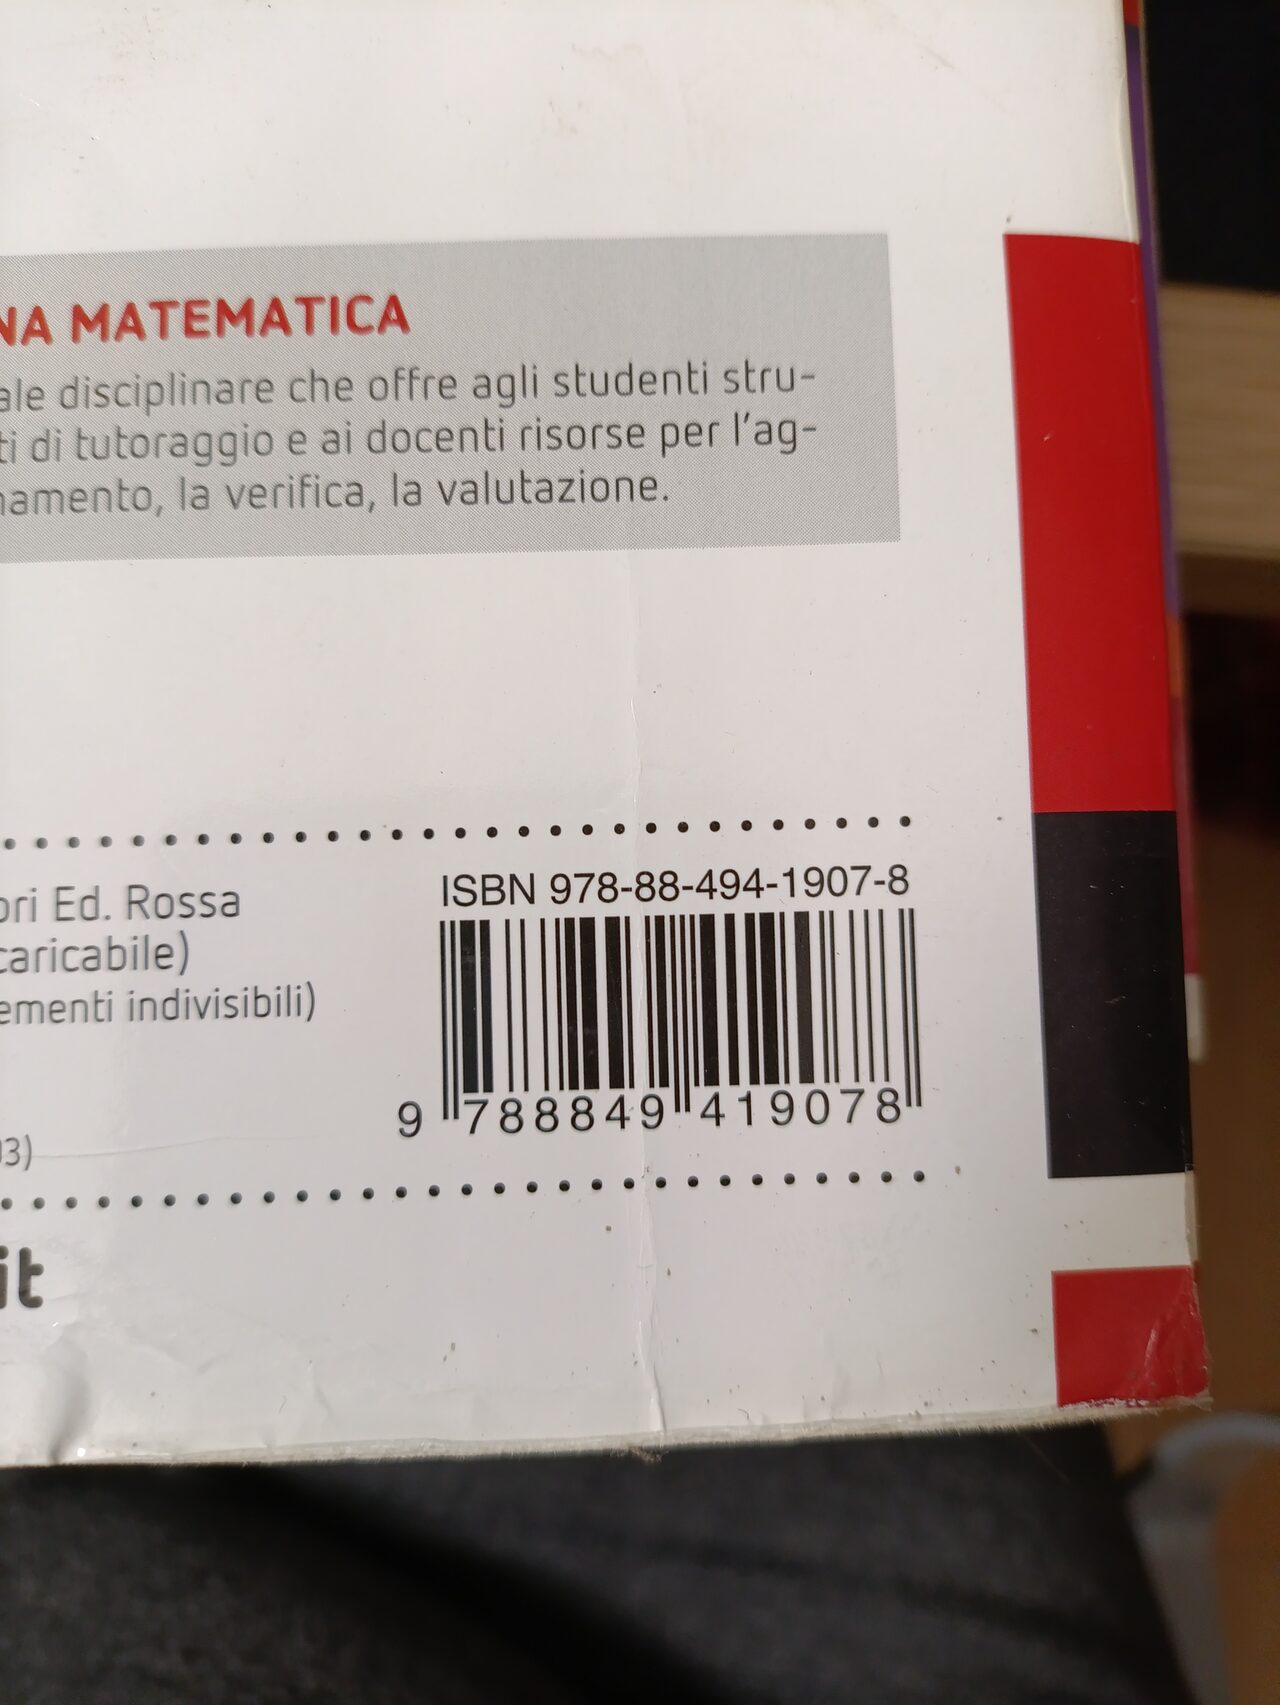 NA MATEMATICA
ale disciplinare che offre agli studenti stru-
ti di tutoraggio e ai docenti risorse per l'ag-
namento, la verifica, la valutazione.
ISBN 978-88-494-1907-8
ori Ed. Rossa
caricabile)
ementi indivisibili)
9 788849 419078
03)
it